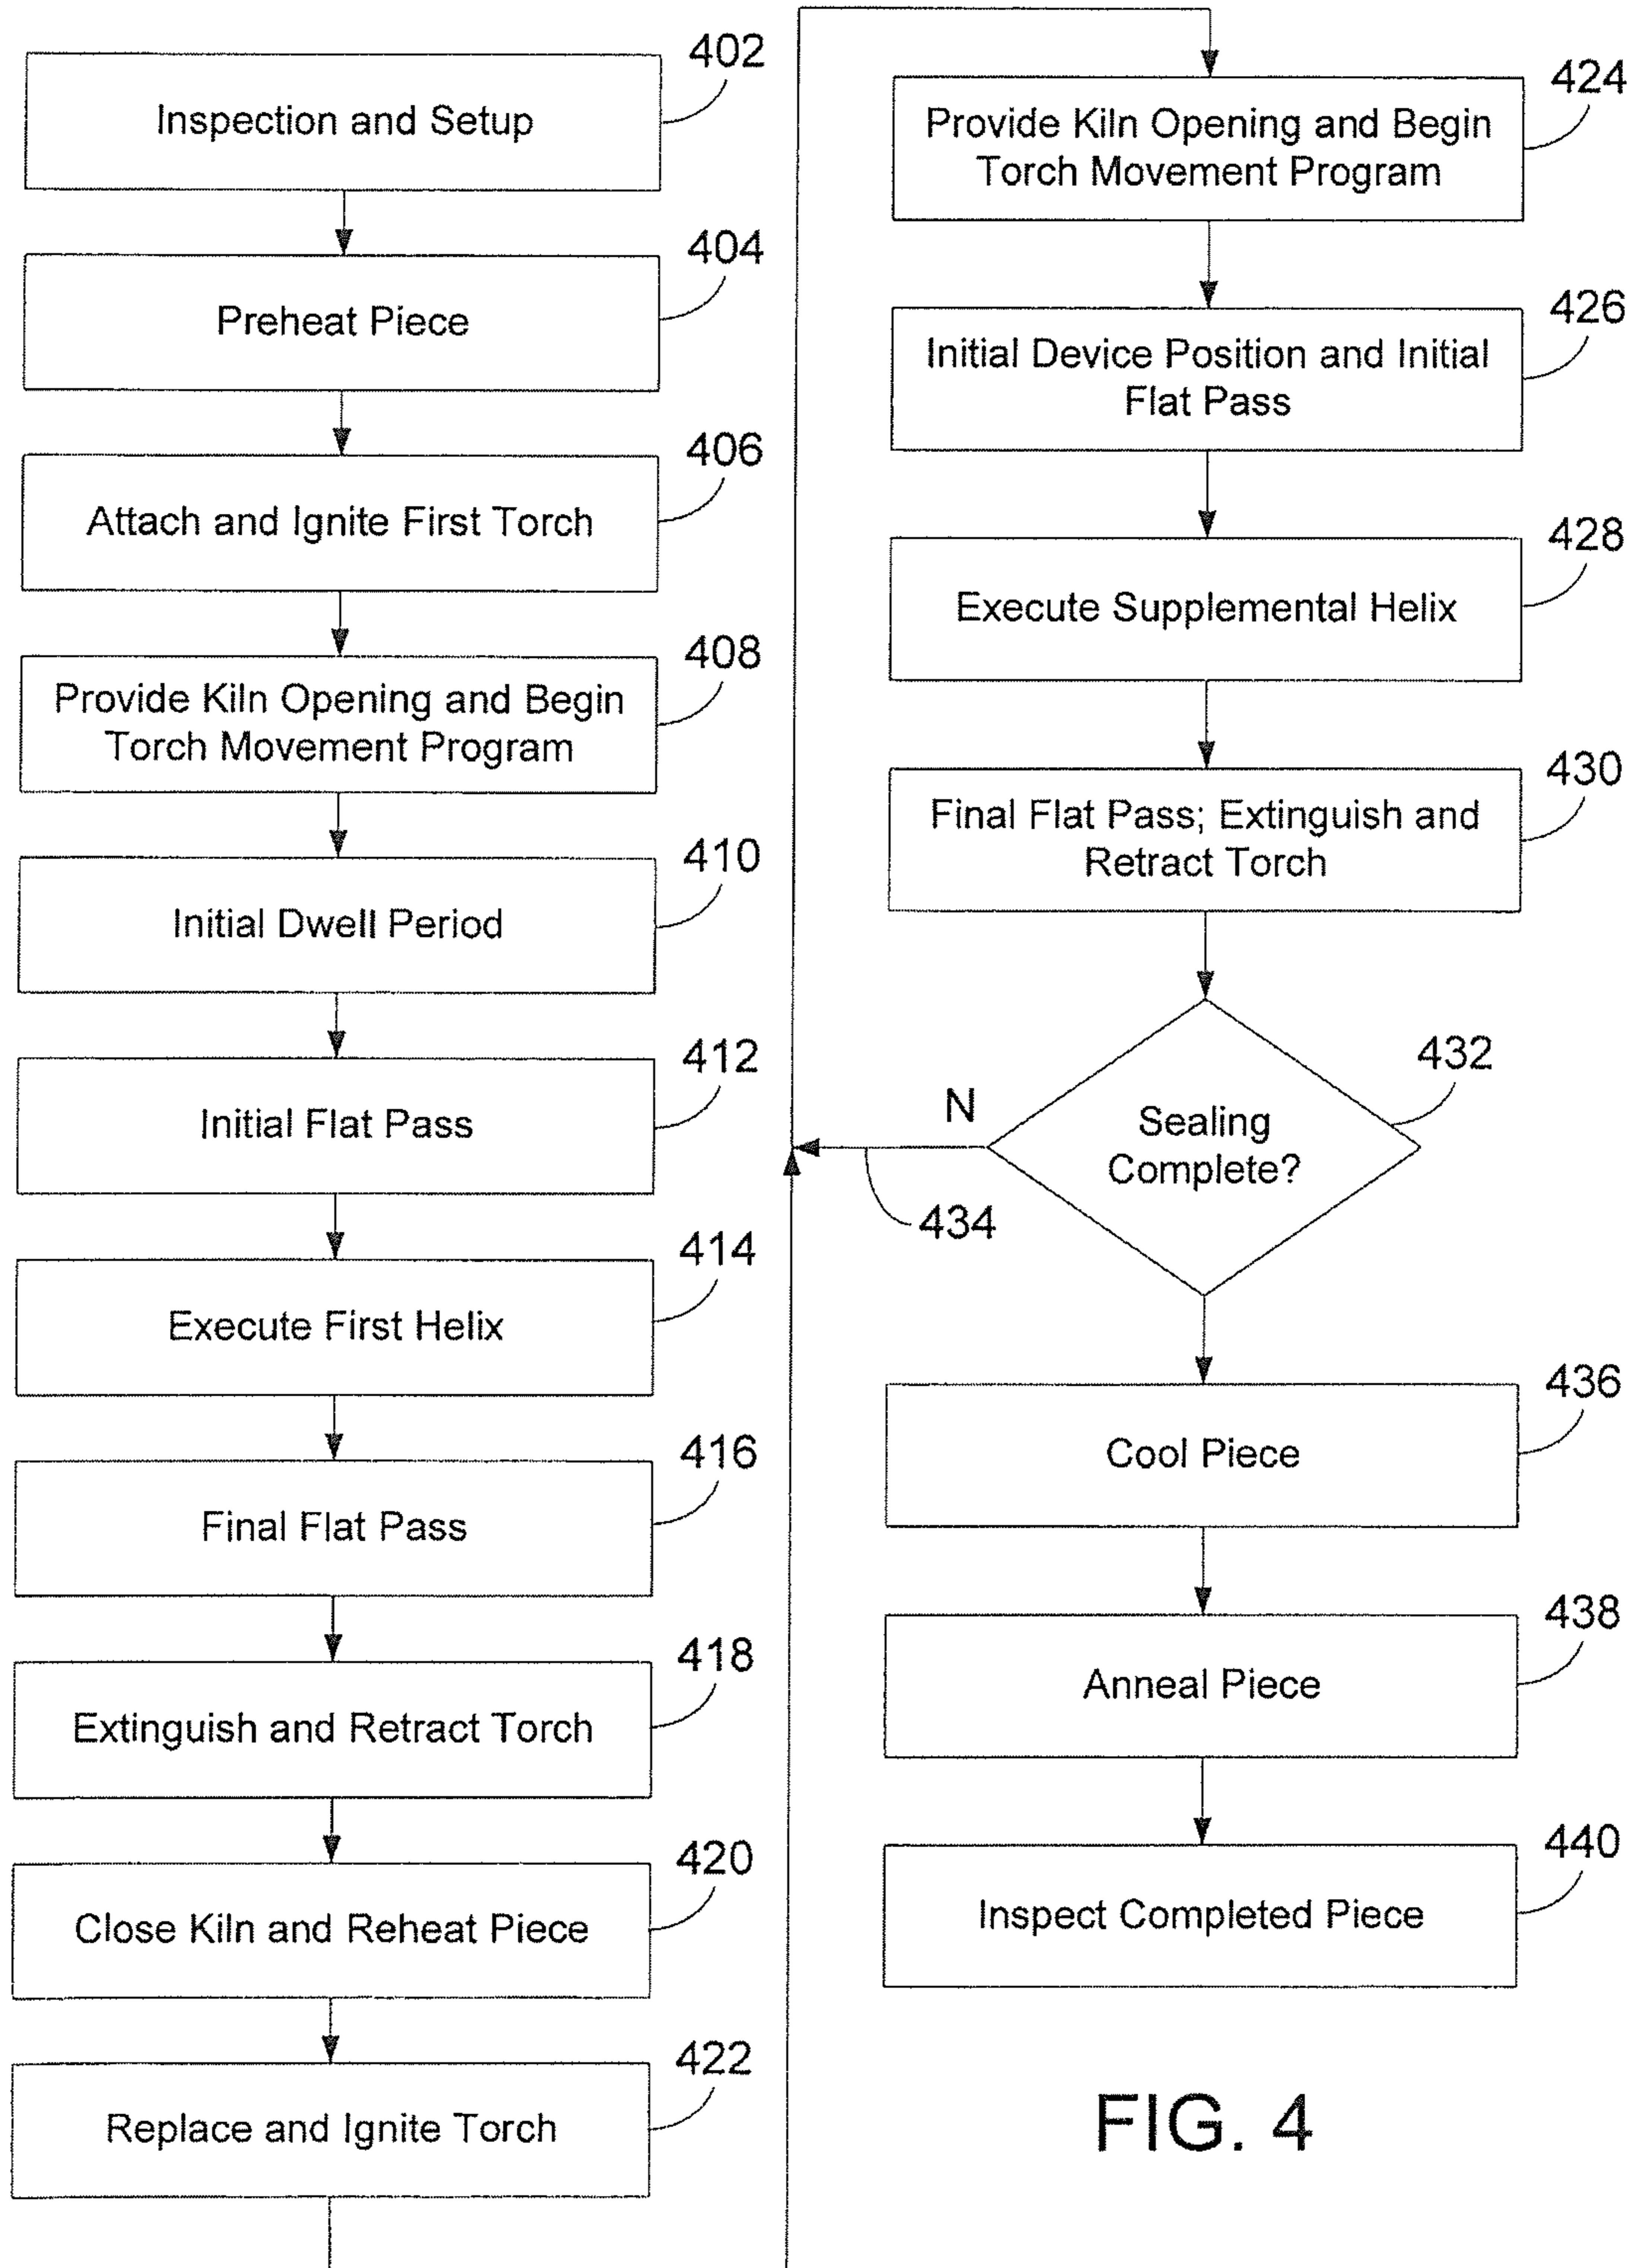 402
Inspection and Setup
404
Preheat Piece
406
Attach and Ignite First Torch
408
Provide Kiln Opening and Begin
Torch Movement Program
410
Initial Dwell Period
412
Initial Flat Pass
414
Execute First Helix
416
Final Flat Pass
418
Extinguish and Retract Torch
420
Close Kiln and Reheat Piece
422
Replace and Ignite Torch
424
Provide Kiln Opening and Begin
Torch Movement Program
426
Initial Device Position and Initial
Flat Pass
428
Execute Supplemental Helix
430
Final Flat Pass; Extinguish and
Retract Torch
432
N
Sealing
Complete?
434
436
Cool Piece
438
Anneal Piece
440
Inspect Completed Piece
FIG. 4